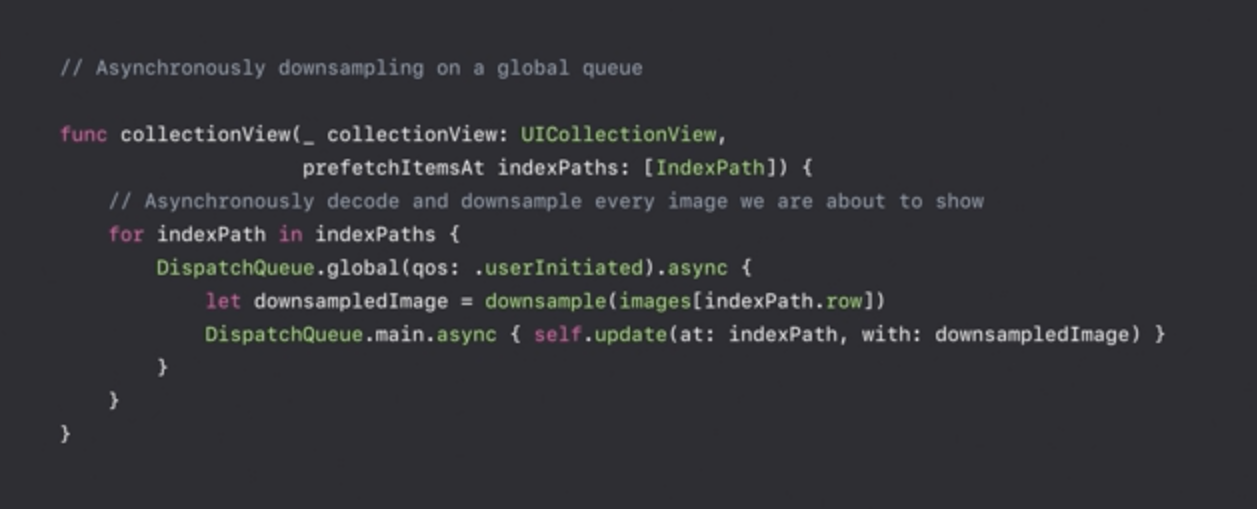 // Asynchronously downsampling on a global queue
func collectionView(_ collectionView: UICollectionView,
prefetchItemsAt indexPaths: [IndexPath]) {
// Asynchronously decode and downsample every image we are about to show
for indexPath in indexPaths {
DispatchQueue.global(qos: .userInitiated).async {
let downsampledImage = downsample(images[indexPath.row])
DispatchQueue.main.async { self.update(at: indexPath, with: downsampledImage) }
}
}
}